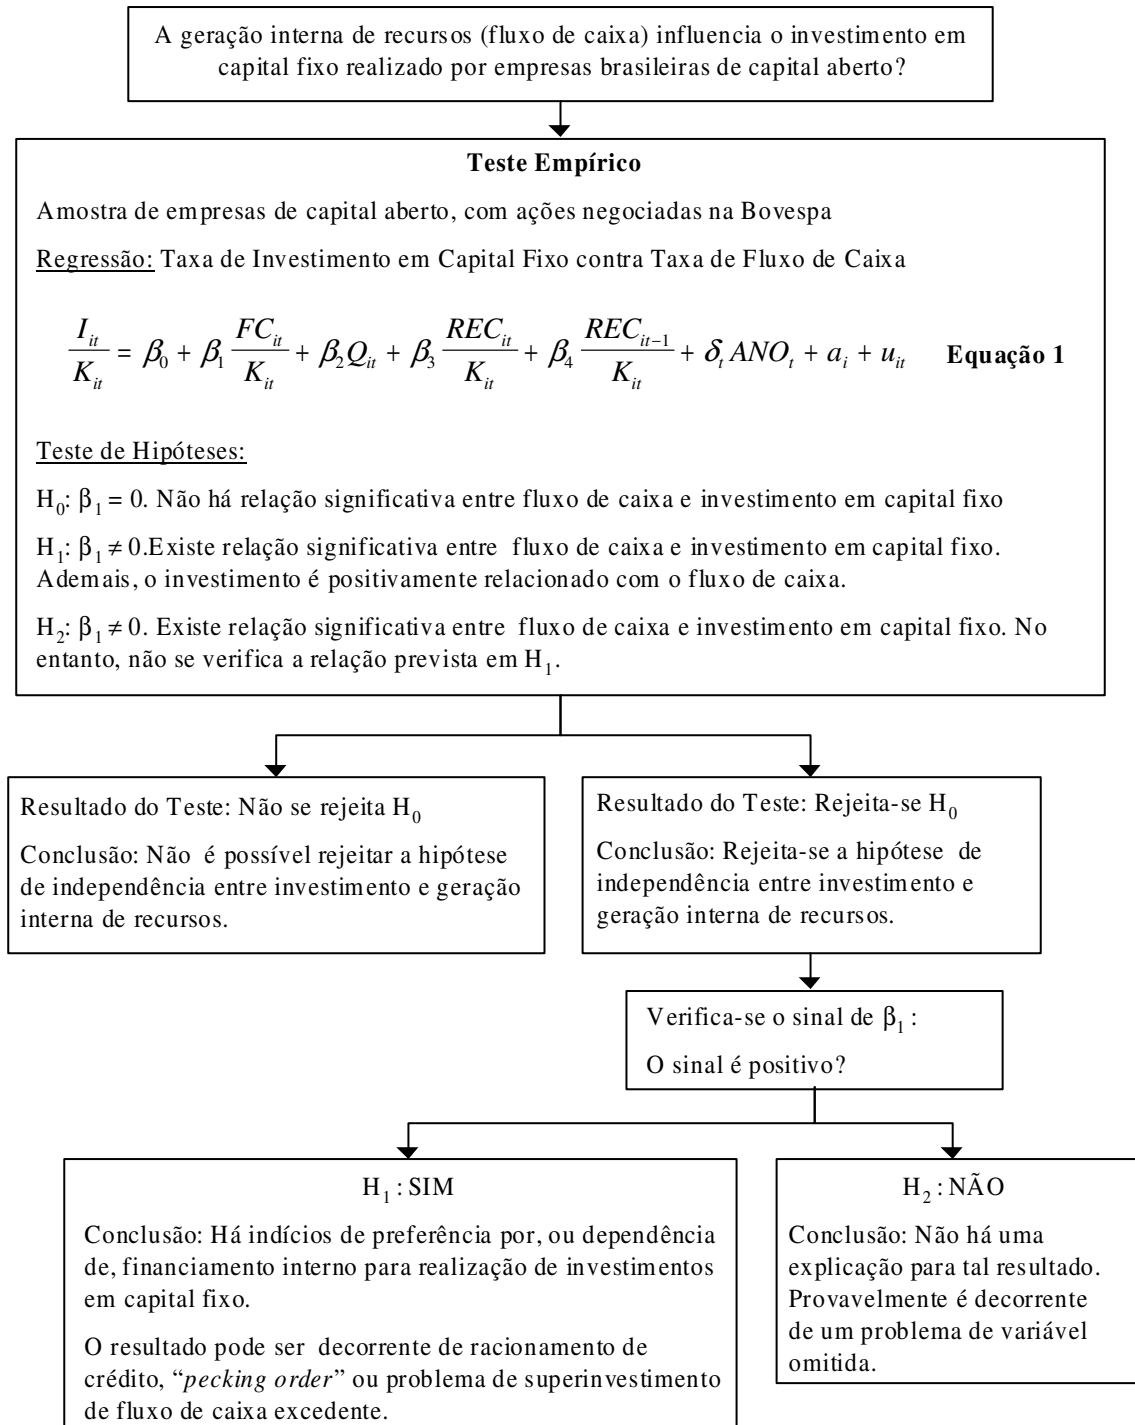 A geração interna de recursos (fluxo de caixa) influencia o investimento em
capital fixo realizado por empresas brasileiras de capital aberto?
Teste Empírico
Amostra de empresas de capital aberto, com ações negociadas na Bovespa
Regressão: Taxa de Investimento em Capital Fixo contra Taxa de Fluxo de Caixa
I_it/K_it = β_0 + β_1 FC_it/K_it + β_2 Q_it + β_3 REC_it/K_it + β_4 REC_it−1/K_it + δ_t ANO_t + a_i + u_it Equação 1
Teste de Hipóteses:
H_0: β_1 = 0. Não há relação significativa entre fluxo de caixa e investimento em capital fixo
H_1: β_1 ≠ 0.Existe relação significativa entre fluxo de caixa e investimento em capital fixo.
Ademais, o investimento é positivamente relacionado com o fluxo de caixa.
H_2: β_1 ≠ 0. Existe relação significativa entre fluxo de caixa e investimento em capital fixo. No
entanto, não se verifica a relação prevista em H_1.
Resultado do Teste: Não se rejeita H_0
Conclusão: Não é possível rejeitar a hipótese
de independência entre investimento e geração
interna de recursos.
Resultado do Teste: Rejeita-se H_0
Conclusão: Rejeita-se a hipótese de
independência entre investimento e
geração interna de recursos.
Verifica-se o sinal de β_1 :
O sinal é positivo?
H_1 : SIM
Conclusão: Há indícios de preferência por, ou dependência
de, financiamento interno para realização de investimentos
em capital fixo.
O resultado pode ser decorrente de racionamento de
crédito, “pecking order” ou problema de superinvestimento
de fluxo de caixa excedente.
H_2 : NÃO
Conclusão: Não há uma
explicação para tal resultado.
Provavelmente é decorrente
de um problema de variável
omitida.